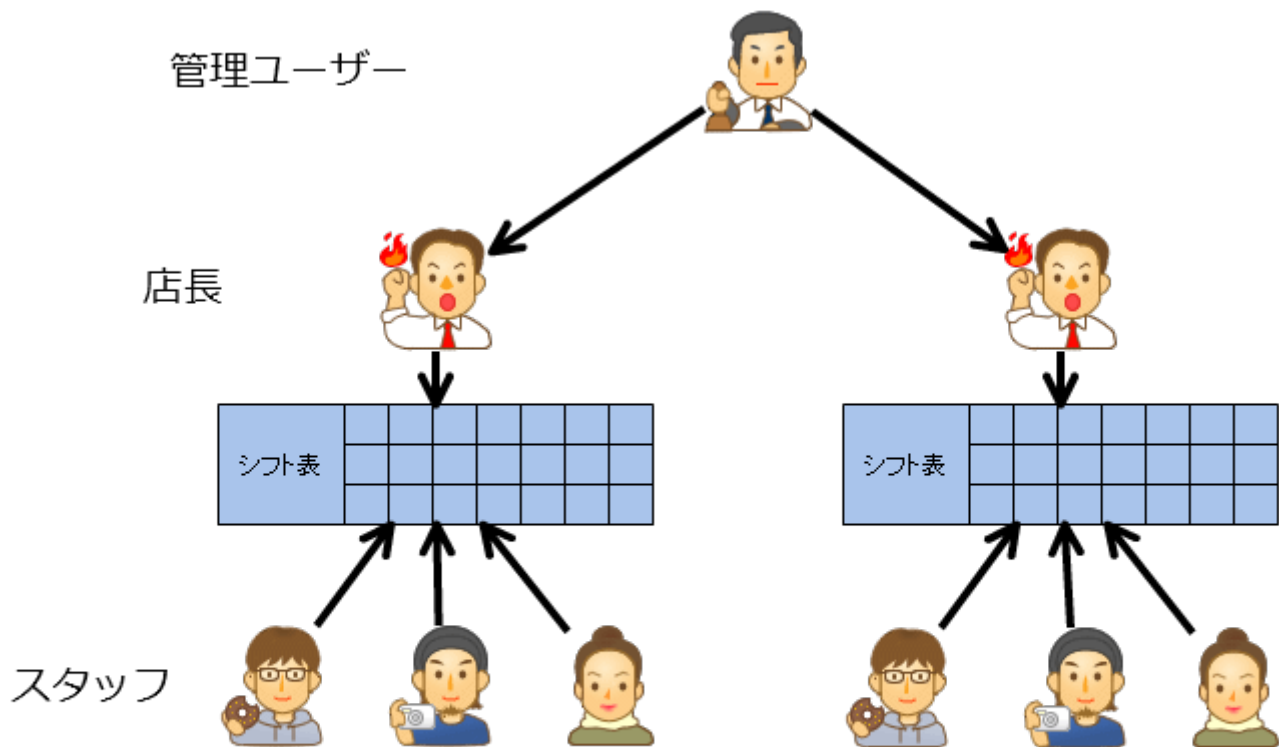 管理ユーザー
店長
シフト表
シフト表
スタッフ